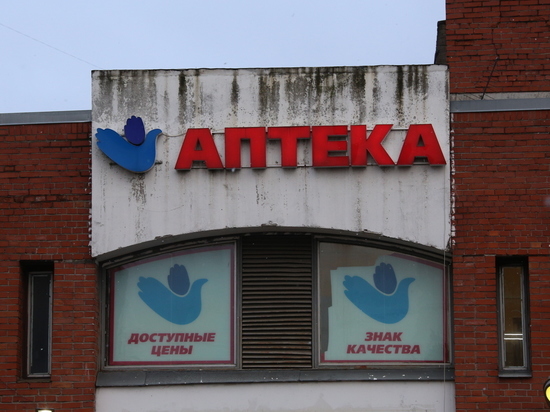 АПТЕКА
ДОСТУПНЫЕ
ЦЕНЫ
ЗНАК
КАЧЕСТВА